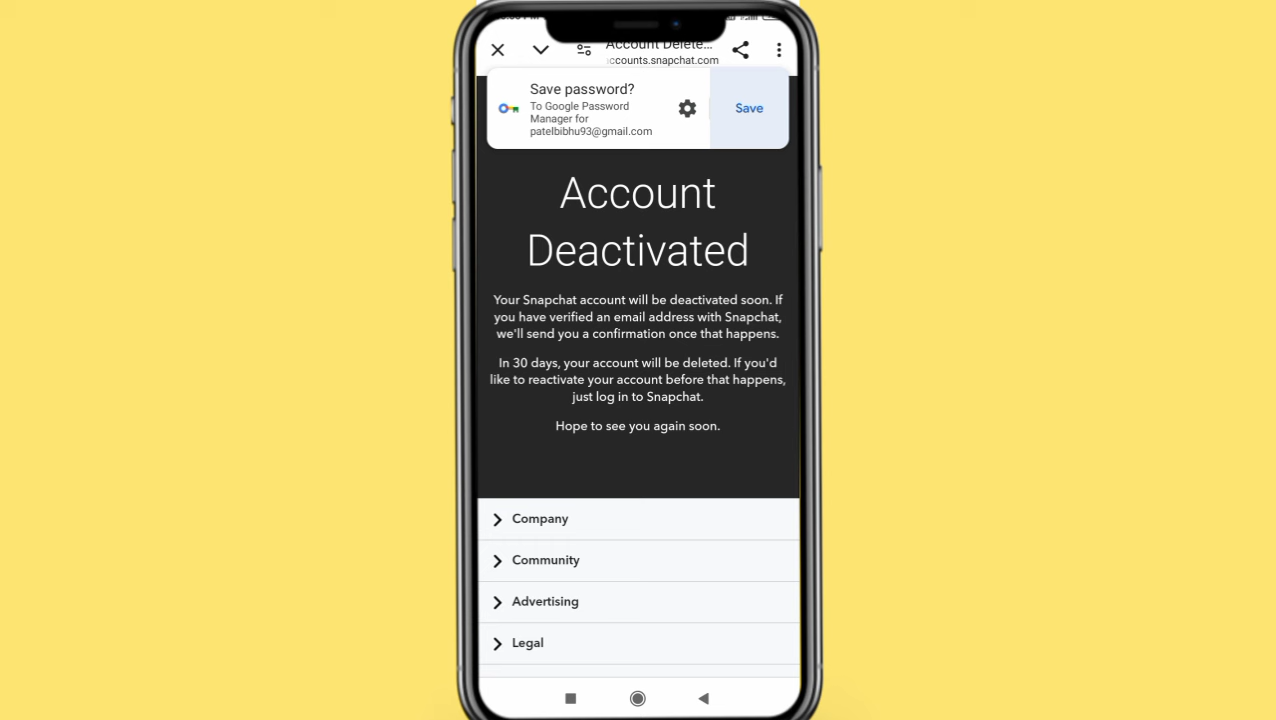 Account Delete...
ccounts.snapchat.com
Save password?
To Google Password
Manager for
patelbibhu93@gmail.com
Save
Account
Deactivated
Your Snapchat account will be deactivated soon. If
you have verified an email address with Snapchat,
we'll send you a confirmation once that happens.
In 30 days, your account will be deleted. If you'd
like to reactivate your account before that happens,
just log in to Snapchat.
Hope to see you again soon.
Company
Community
Advertising
Legal